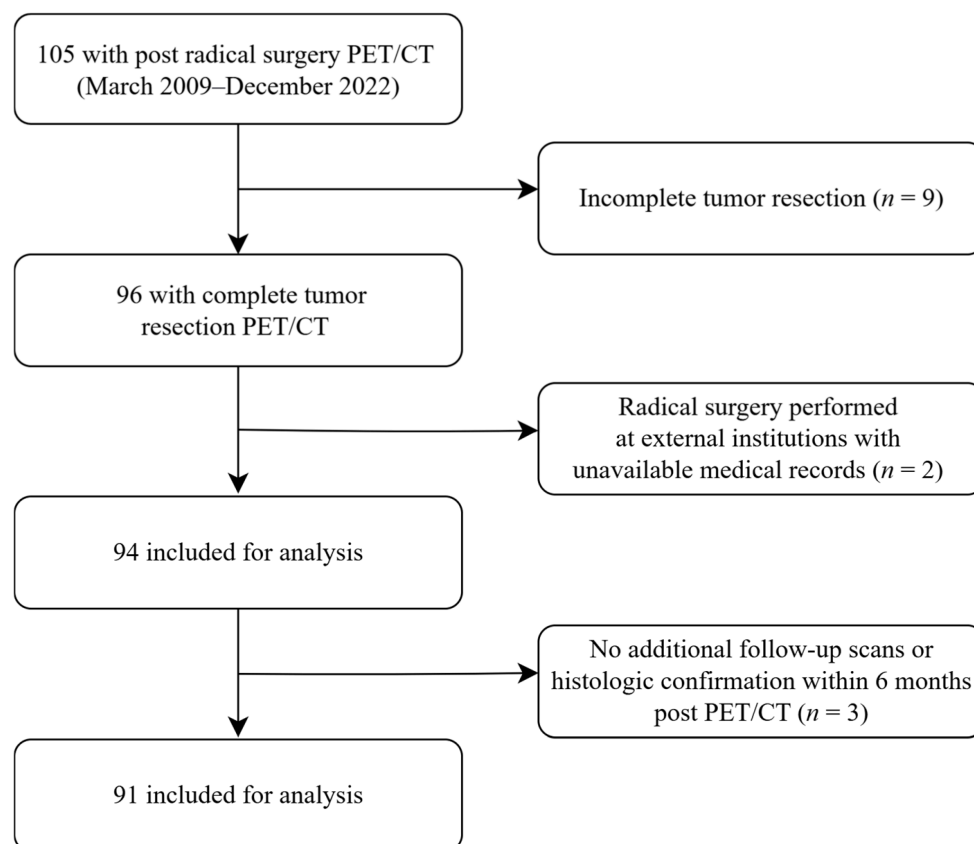 105 with post radical surgery PET/CT
(March 2009–December 2022)
Incomplete tumor resection (n = 9)
96 with complete tumor
resection PET/CT
Radical surgery performed
at external institutions with
unavailable medical records (n = 2)
94 included for analysis
No additional follow-up scans or
histologic confirmation within 6 months
post PET/CT (n = 3)
91 included for analysis